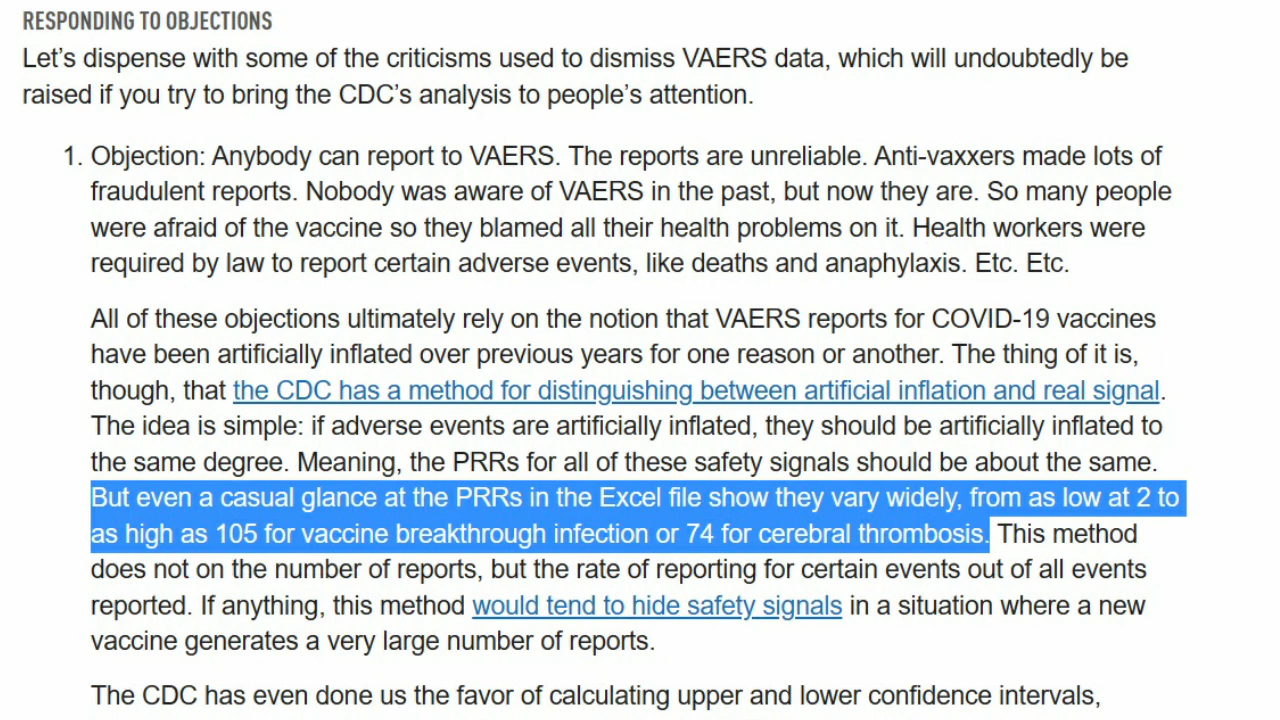 RESPONDING TO OBJECTIONS
Let's dispense with some of the criticisms used to dismiss VAERS data, which will undoubtedly be
raised if you try to bring the CDC's analysis to people's attention.
1. Objection: Anybody can report to VAERS. The reports are unreliable. Anti-vaxxers made lots of
fraudulent reports. Nobody was aware of VAERS in the past, but now they are. So many people
were afraid of the vaccine so they blamed all their health problems on it. Health workers were
required by law to report certain adverse events, like deaths and anaphylaxis. Etc. Etc.
All of these objections ultimately rely on the notion that VAERS reports for COVID-19 vaccines
have been artificially inflated over previous years for one reason or another. The thing of it is,
though, that the CDC has a method for distinguishing between artificial inflation and real signal.
The idea is simple: if adverse events are artificially inflated, they should be artificially inflated to
the same degree. Meaning, the PRRs for all of these safety signals should be about the same.
But even a casual glance at the PRRs in the Excel file show they vary widely, from as low at 2 to
as high as 105 for vaccine breakthrough infection or 74 for cerebral thrombosis. This method
does not on the number of reports, but the rate of reporting for certain events out of all events
reported. If anything, this method would tend to hide safety signals in a situation where a new
vaccine generates a very large number of reports.
The CDC has even done us the favor of calculating upper and lower confidence intervals,